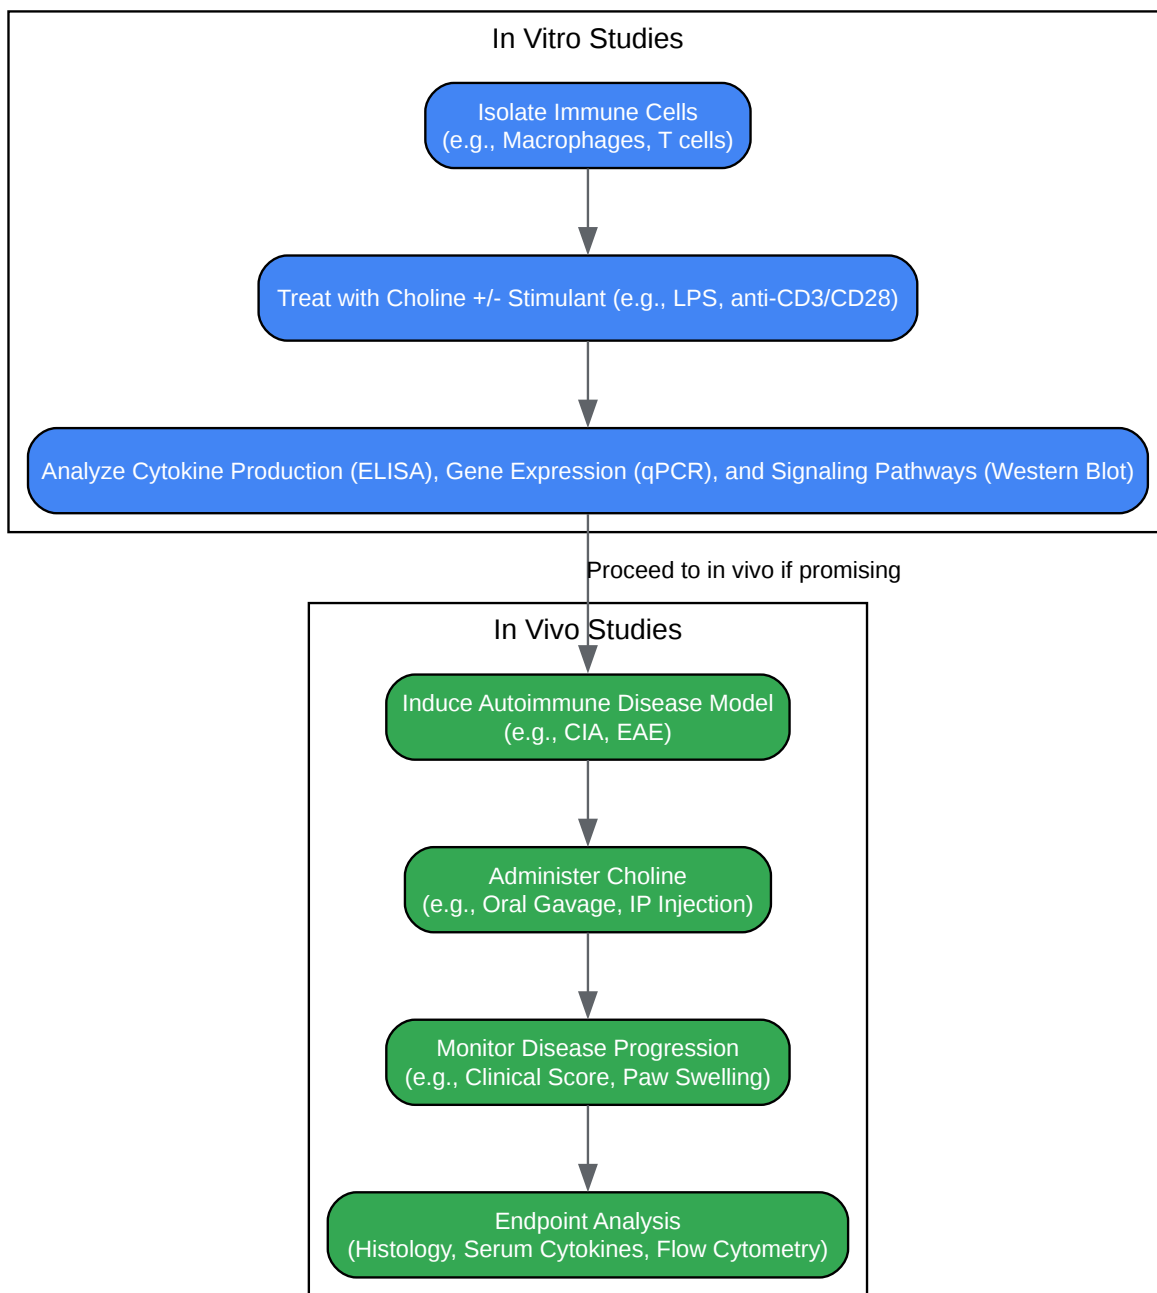 In Vitro Studies
Isolate Immune Cells
(e.g., Macrophages, T cells)
Treat with Choline +/- Stimulant (e.g., LPS, anti-CD3/CD28)
Analyze Cytokine Production (ELISA), Gene Expression (qPCR), and Signaling Pathways (Western Blot)
Proceed to in vivo if promising
In Vivo Studies
Induce Autoimmune Disease Model
(e.g., CIA, EAE)
Administer Choline
(e.g., Oral Gavage, IP Injection)
Monitor Disease Progression
(e.g., Clinical Score, Paw Swelling)
Endpoint Analysis
(Histology, Serum Cytokines, Flow Cytometry)